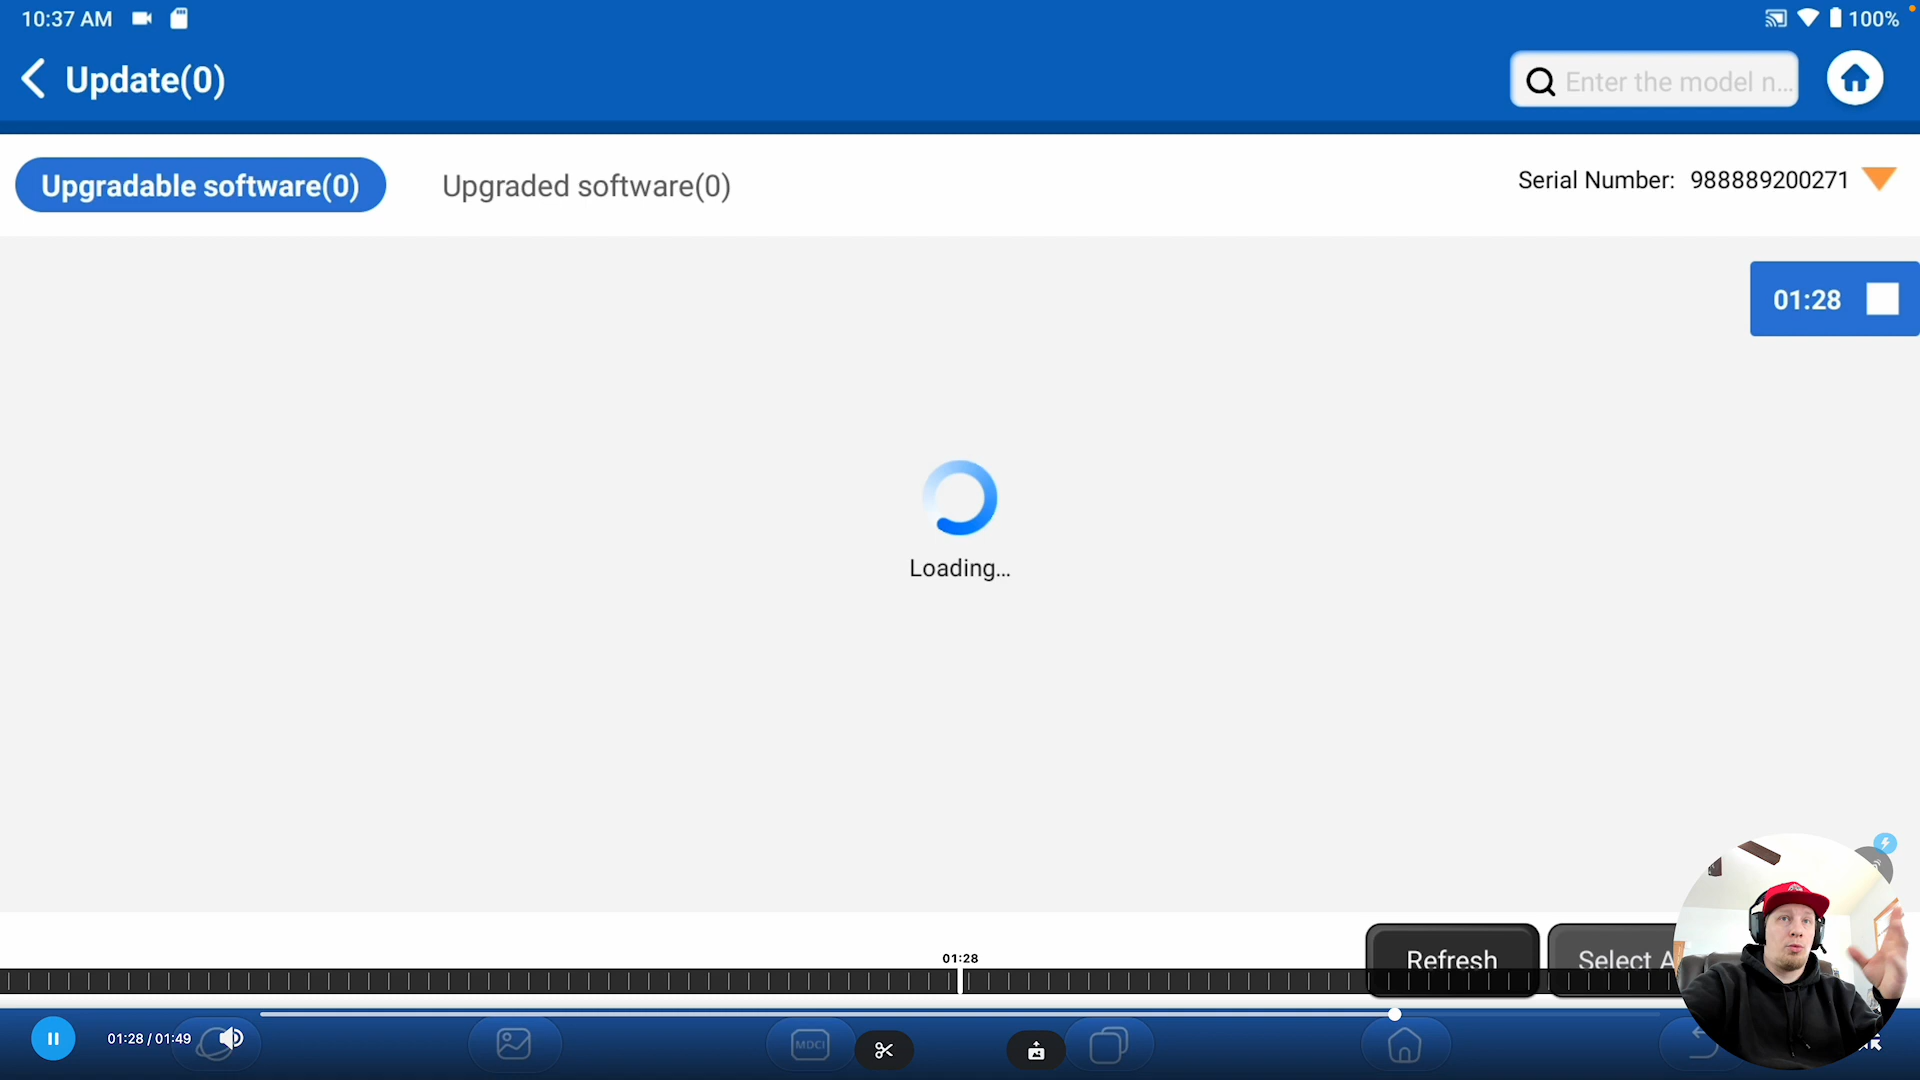 10:37 AM
100%
Update(0)
Enter the model n...
Upgradable software(0)
Upgraded software(0)
Serial Number: 988889200271
01:28
Loading...
Refresh
Select A
01:28
01:28 / 01:49
MDCI